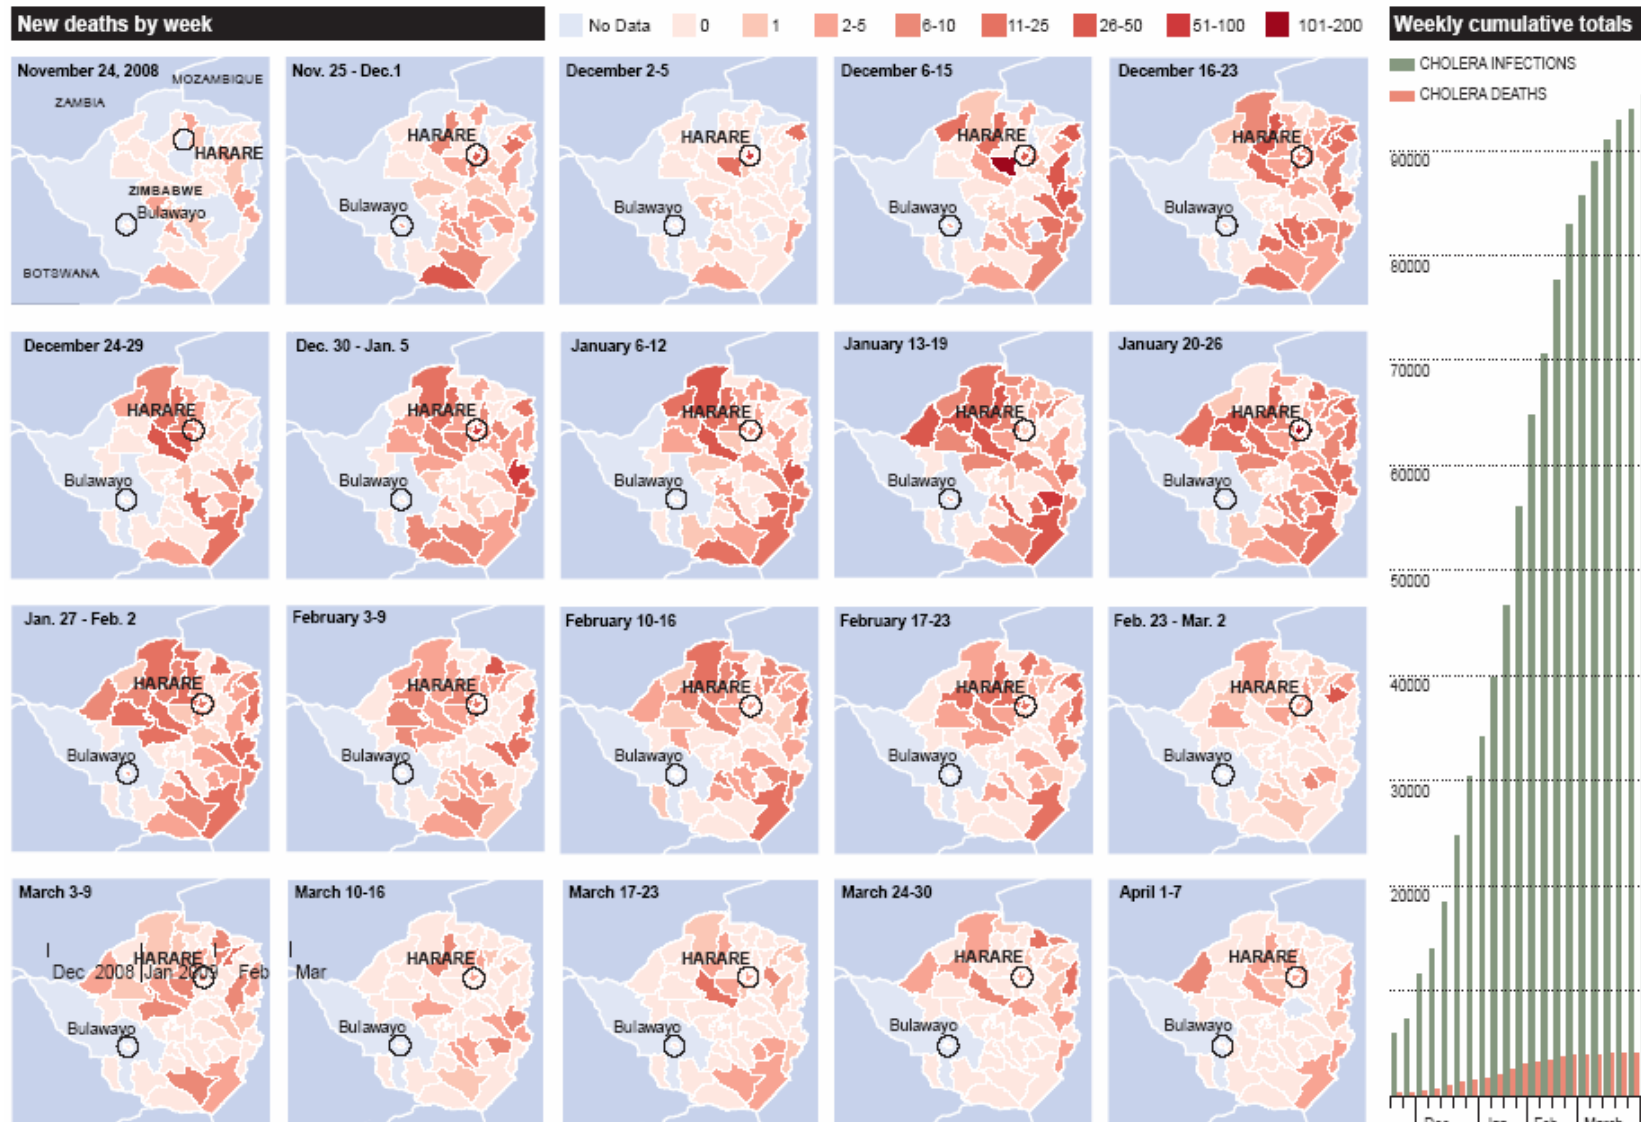 New deaths by week
No Data 0 1 2-5 6-10 11-25 26-50 51-100 101-200
Weekly cumulative totals
CHOLERA INFECTIONS
CHOLERA DEATHS
November 24, 2008
MOZAMBIQUE
ZAMBIA
HARARE
ZIMBABWE
Bulawayo
BOTSWANA
Nov. 25 - Dec.1
HARARE
Bulawayo
December 2-5
HARARE
Bulawayo
December 6-15
HARARE
Bulawayo
December 16-23
HARARE
Bulawayo
December 24-29
HARARE
Bulawayo
Dec. 30 - Jan. 5
HARARE
Bulawayo
January 6-12
HARARE
Bulawayo
January 13-19
HARARE
Bulawayo
January 20-26
HARARE
Bulawayo
Jan. 27 - Feb. 2
HARARE
Bulawayo
February 3-9
HARARE
Bulawayo
February 10-16
HARARE
Bulawayo
February 17-23
HARARE
Bulawayo
Feb. 23 - Mar. 2
HARARE
Bulawayo
March 3-9
HARARE
Dec 2008 Jan 2009 Feb Mar
Bulawayo
March 10-16
HARARE
Bulawayo
March 17-23
HARARE
Bulawayo
March 24-30
HARARE
Bulawayo
April 1-7
HARARE
Bulawayo
90000
80000
70000
60000
50000
40000
30000
20000